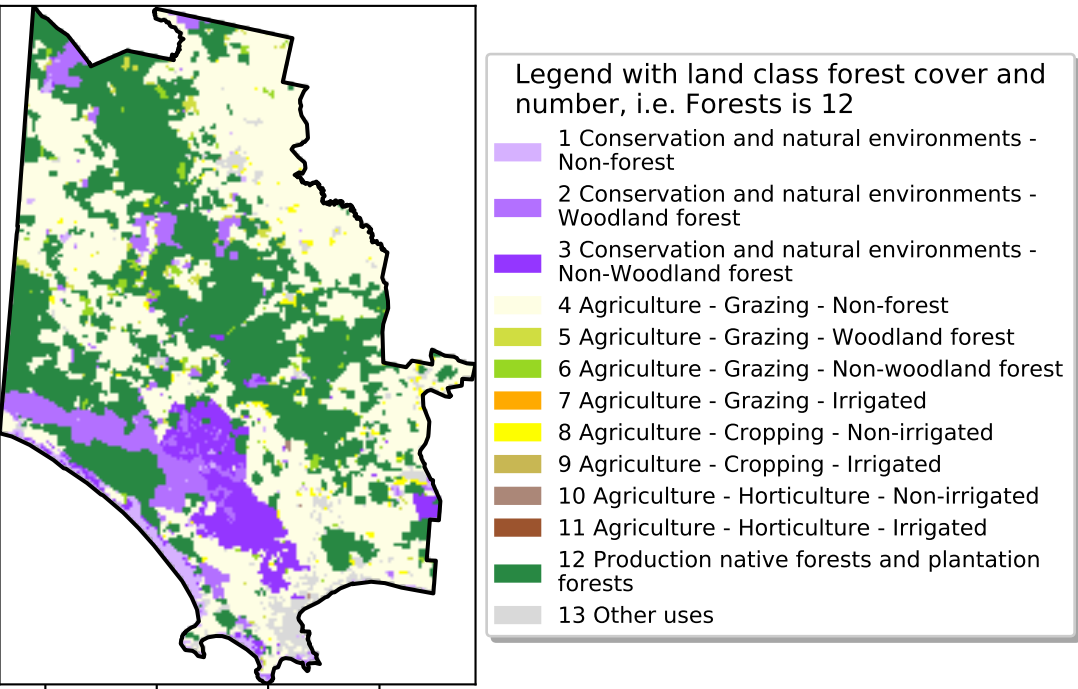 Legend with land class forest cover and
number, i.e. Forests is 12
1 Conservation and natural environments -
Non-forest
2 Conservation and natural environments -
Woodland forest
3 Conservation and natural environments -
Non-Woodland forest
4 Agriculture - Grazing - Non-forest
5 Agriculture - Grazing - Woodland forest
6 Agriculture - Grazing - Non-woodland forest
7 Agriculture - Grazing - Irrigated
8 Agriculture - Cropping - Non-irrigated
9 Agriculture - Cropping - Irrigated
10 Agriculture - Horticulture - Non-irrigated
11 Agriculture - Horticulture - Irrigated
12 Production native forests and plantation
forests
13 Other uses